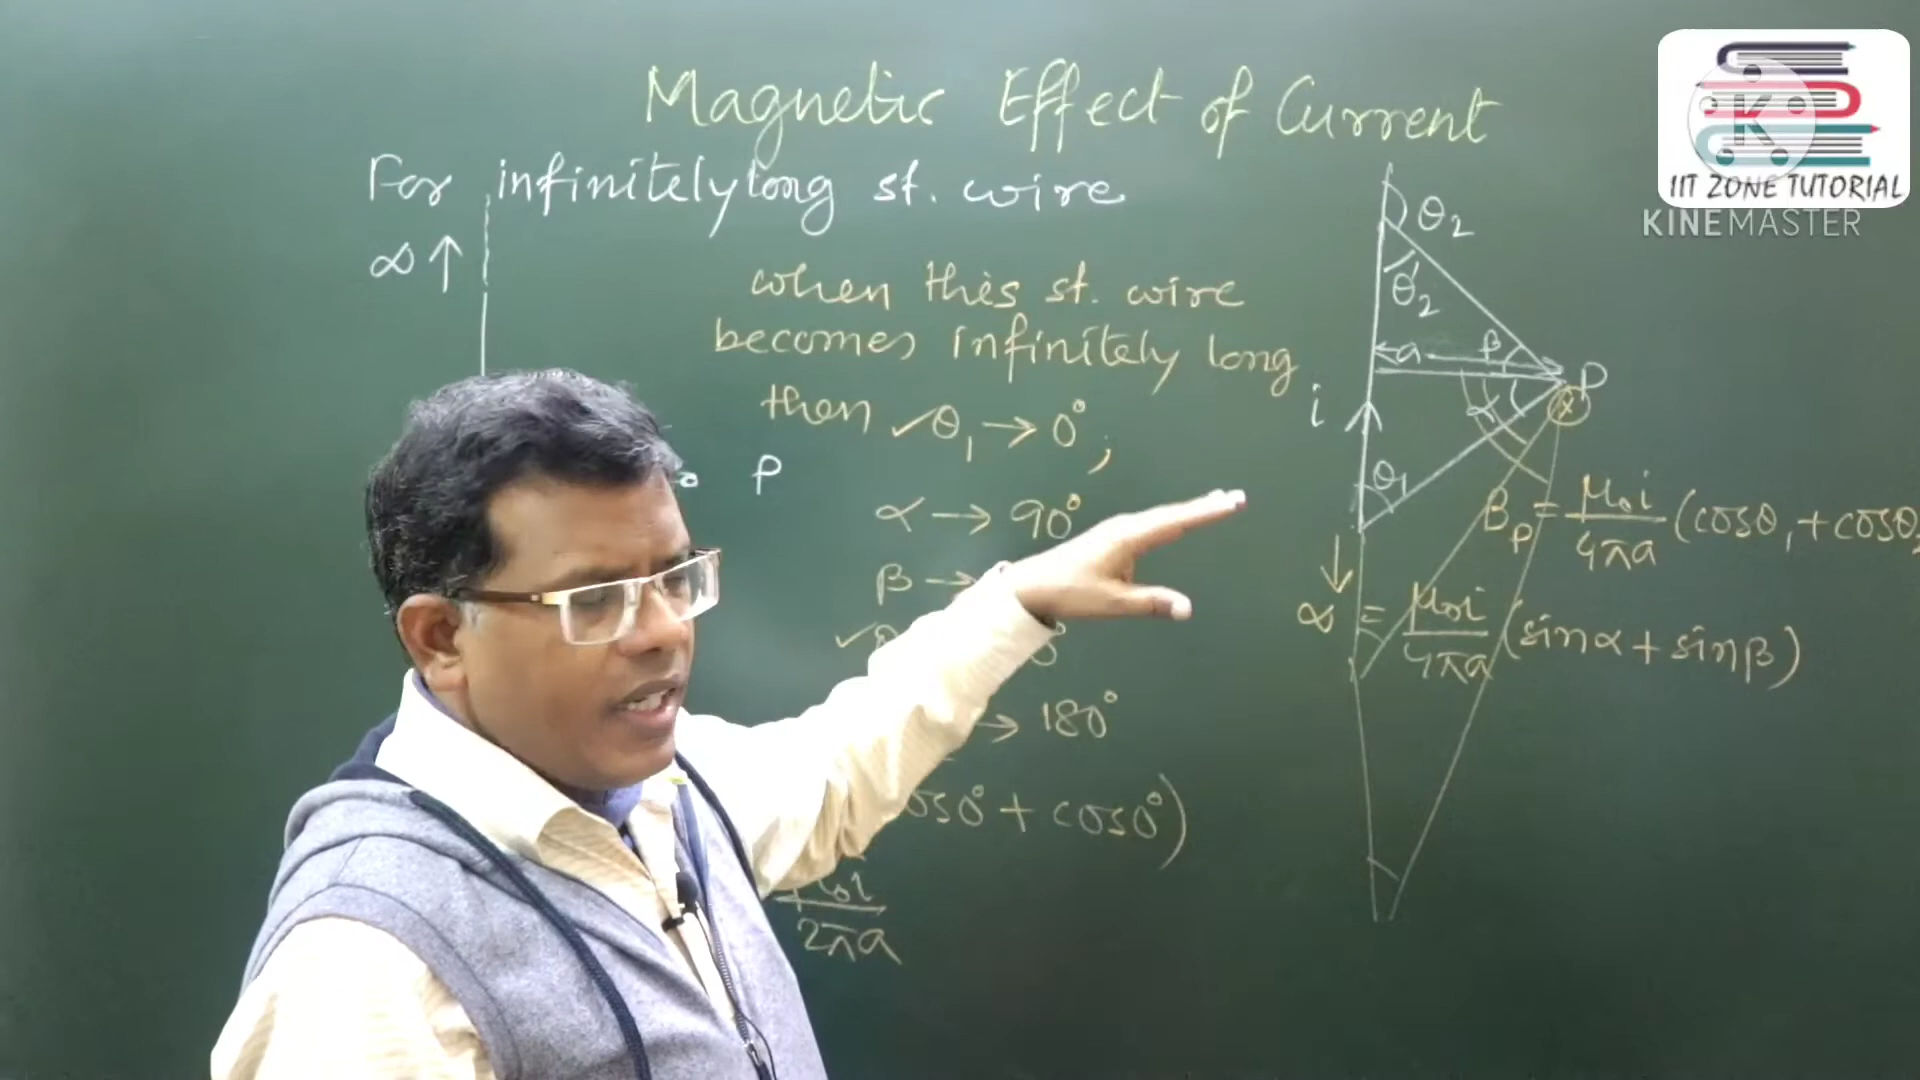 Magnetic Effect of Current
For infinitely long st. wire
∞ ↑
when this st. wire
becomes infinitely long
then ✓θ₁ → 0°,
α → 90°
β →
→ 180°
cos0° + cos0°)
μ₀i
2πa
P
θ₂
θ'₂
a
β
P
i
α
θ₁
B_P = μ₀i/4πa (cosθ₁ + cosθ₂
↓
∞
= μ₀i/4πa (sinα + sinβ)
IIT ZONE TUTORIAL
KINEMASTER
K